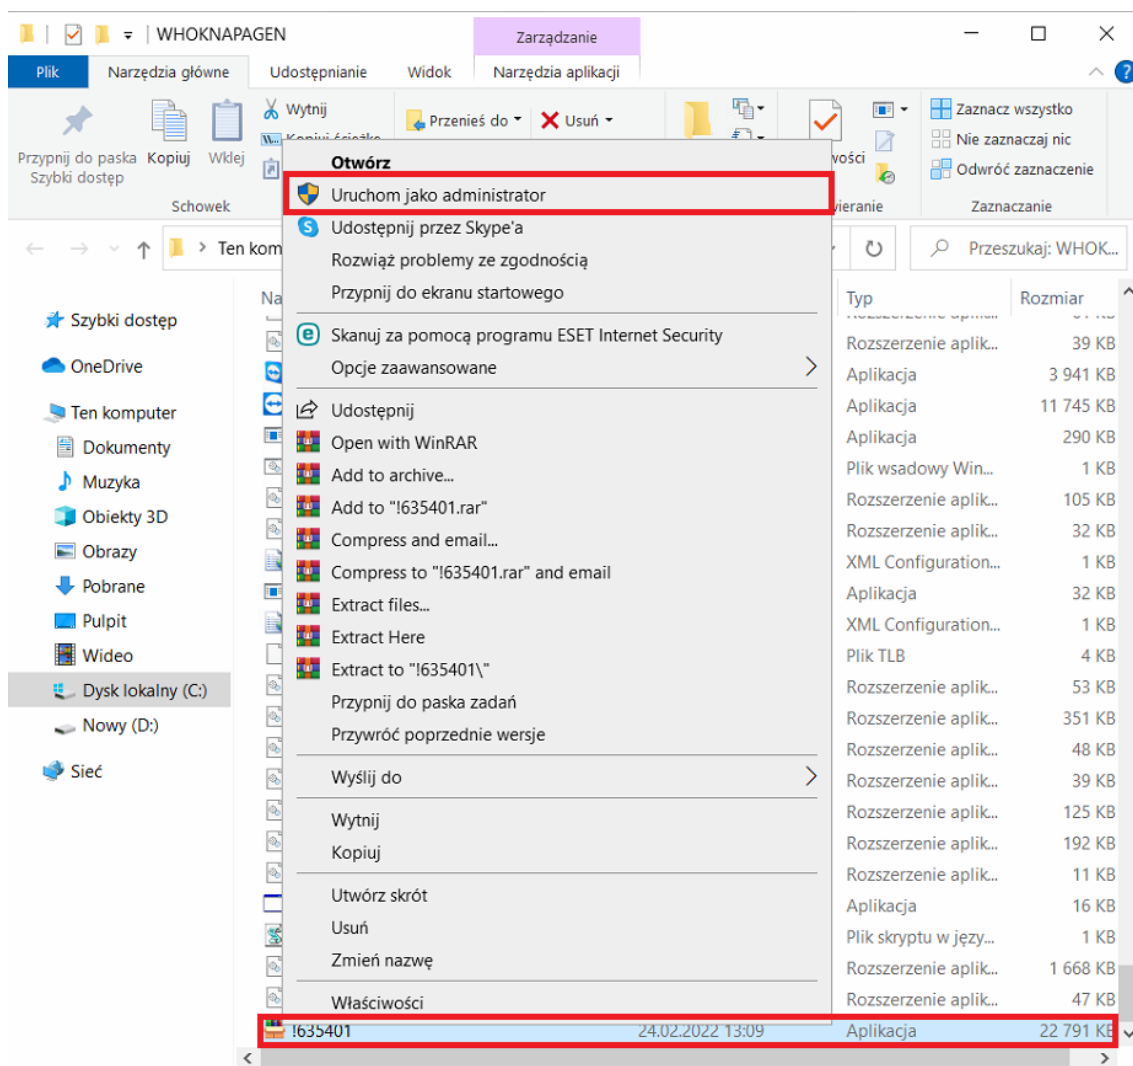 WHOKNAPAGEN
Zarządzanie
Plik
Narzędzia główne
Udostępnianie
Widok
Narzędzia aplikacji
Przypnij do paska
Szybki dostęp
Kopiuj
Wklej
Wytnij
Kopiuj ścieżkę
Przenieś do
Usuń
Zaznacz wszystko
Nie zaznaczaj nic
Odwróć zaznaczenie
Schowek
Zaznaczanie
Ten kom
Przeszukaj: WHOK...
Szybki dostęp
OneDrive
Ten komputer
Dokumenty
Muzyka
Obiekty 3D
Obrazy
Pobrane
Pulpit
Wideo
Dysk lokalny (C:)
Nowy (D:)
Sieć
Otwórz
Uruchom jako administrator
Udostępnij przez Skype'a
Rozwiąż problemy ze zgodnością
Przypnij do ekranu startowego
Skanuj za pomocą programu ESET Internet Security
Opcje zaawansowane
Udostępnij
Open with WinRAR
Add to archive...
Add to "!635401.rar"
Compress and email...
Compress to "!635401.rar" and email
Extract files...
Extract Here
Extract to "!635401\"
Przypnij do paska zadań
Przywróć poprzednie wersje
Wyślij do
Wytnij
Kopiuj
Utwórz skrót
Usuń
Zmień nazwę
Właściwości
Typ Rozmiar
Rozszerzenie aplik... 39 KB
Aplikacja 3 941 KB
Aplikacja 11 745 KB
Aplikacja 290 KB
Plik wsadowy Win... 1 KB
Rozszerzenie aplik... 105 KB
Rozszerzenie aplik... 32 KB
XML Configuration... 1 KB
Aplikacja 32 KB
XML Configuration... 1 KB
Plik TLB 4 KB
Rozszerzenie aplik... 53 KB
Rozszerzenie aplik... 351 KB
Rozszerzenie aplik... 48 KB
Rozszerzenie aplik... 39 KB
Rozszerzenie aplik... 125 KB
Rozszerzenie aplik... 192 KB
Rozszerzenie aplik... 11 KB
Aplikacja 16 KB
Plik skryptu w języ... 1 KB
Rozszerzenie aplik... 1 668 KB
Rozszerzenie aplik... 47 KB
!635401 24.02.2022 13:09 Aplikacja 22 791 KB